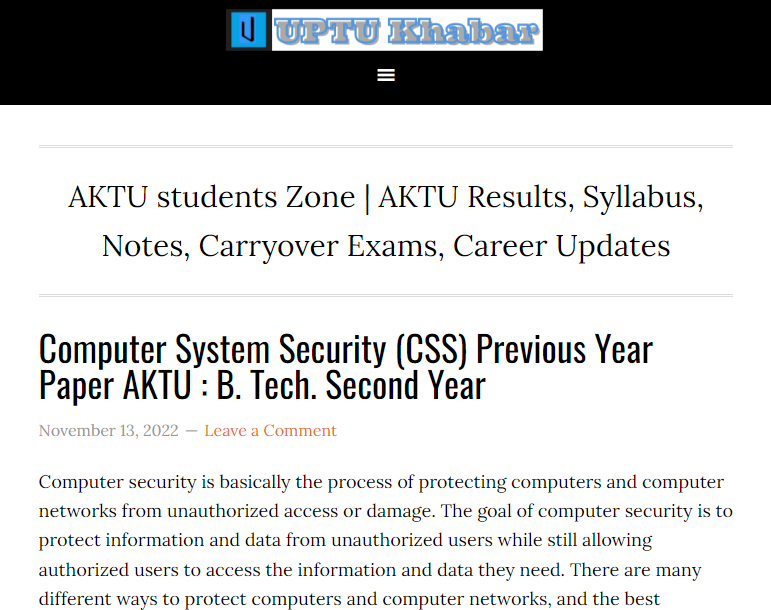 UPTU Khabar
AKTU students Zone | AKTU Results, Syllabus,
Notes, Carryover Exams, Career Updates
Computer System Security (CSS) Previous Year
Paper AKTU : B. Tech. Second Year
November 13, 2022 — Leave a Comment
Computer security is basically the process of protecting computers and computer
networks from unauthorized access or damage. The goal of computer security is to
protect information and data from unauthorized users while still allowing
authorized users to access the information and data they need. There are many
different ways to protect computers and computer networks, and the best